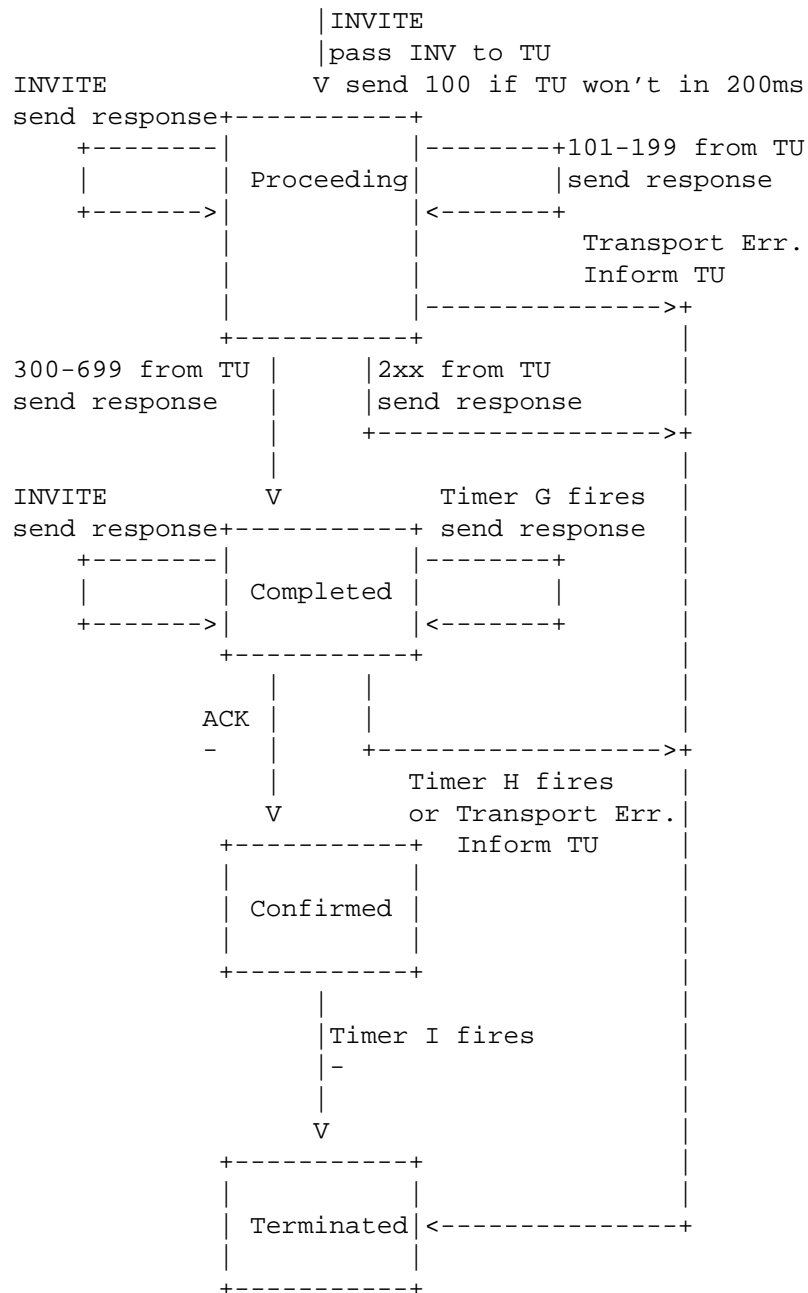 INVITE
pass INV to TU
INVITE send 100 if TU won't in 200ms
send response
101-199 from TU
Proceeding send response
Transport Err.
Inform TU
300-699 from TU 2xx from TU
send response send response
INVITE Timer G fires
send response send response
Completed
ACK
-
Timer H fires
or Transport Err.
Inform TU
Confirmed
Timer I fires
-
Terminated